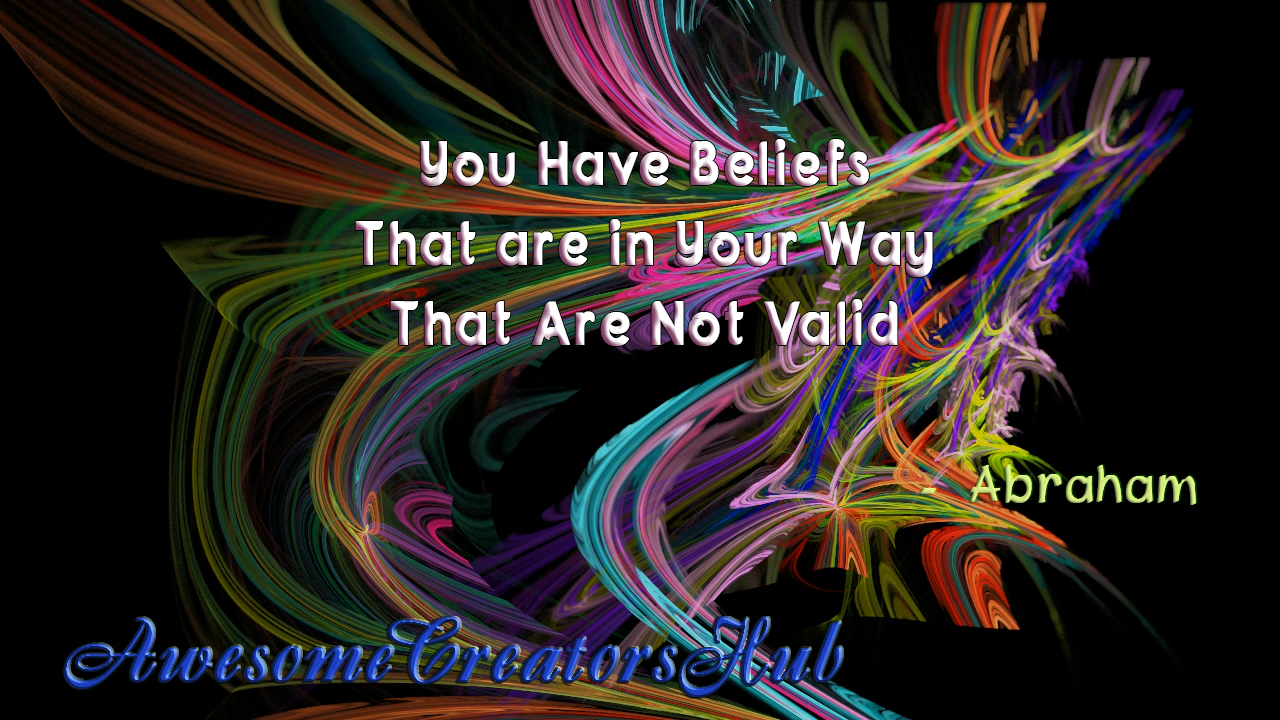 You Have Beliefs
That are in Your Way
That Are Not Valid
- Abraham
AwesomeCreatorsHub